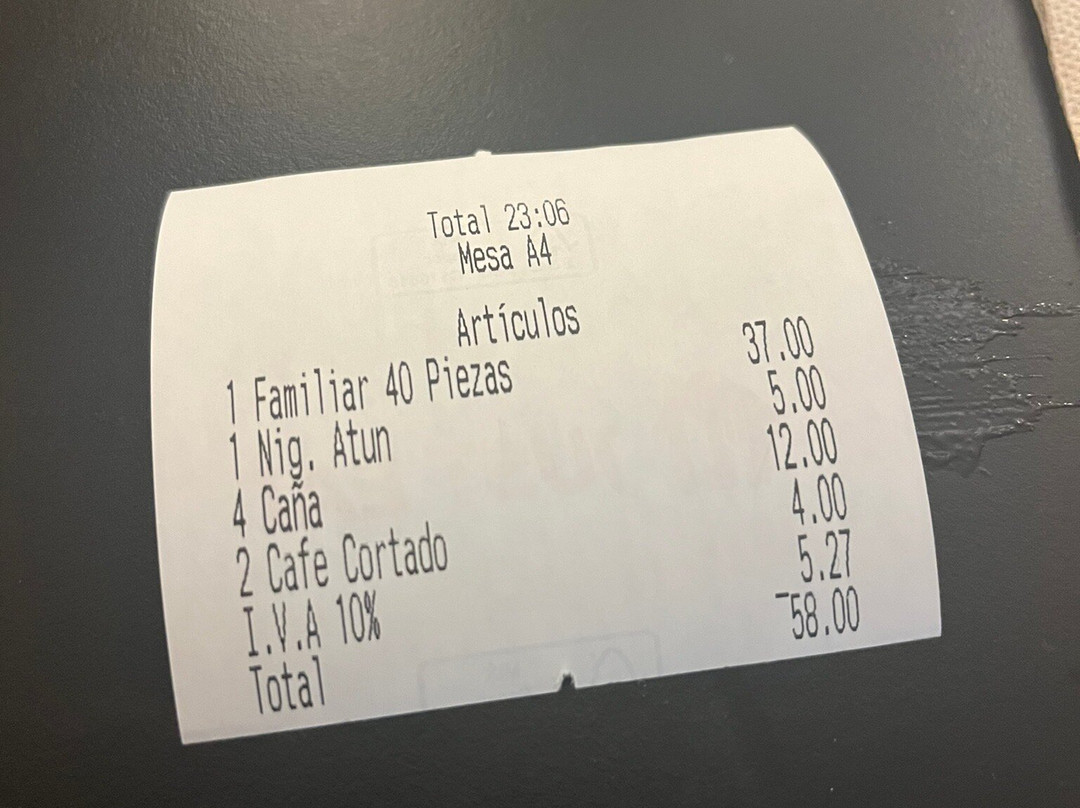 Total 23:06
Mesa A4
Artículos
1 Familiar 40 Piezas 37.00
1 Nig. Atun 5.00
4 Caña 12.00
2 Cafe Cortado 4.00
I.V.A 10% 5.27
Total 58.00